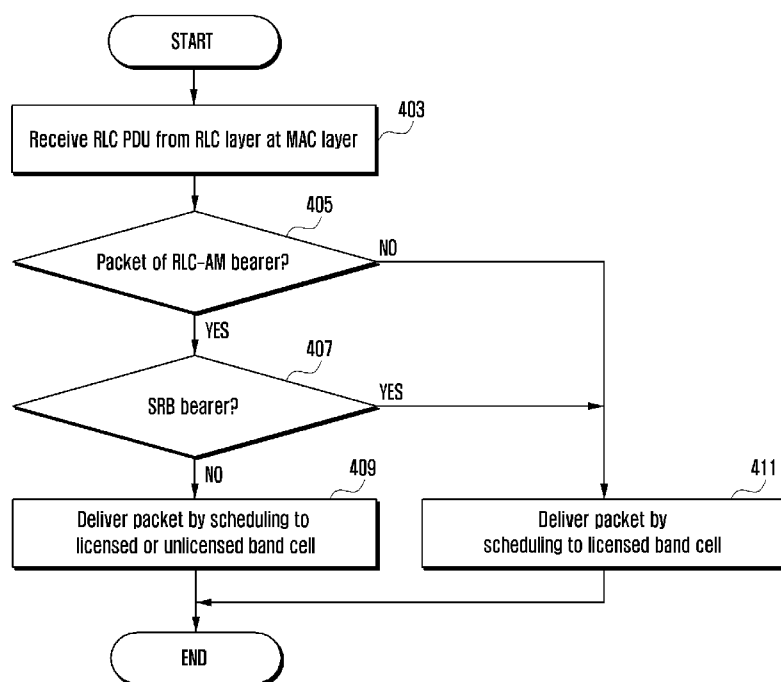 START
403
Receive RLC PDU from RLC layer at MAC layer
405
Packet of RLC-AM bearer?
NO
YES
407
SRB bearer?
YES
NO
409
Deliver packet by scheduling to
licensed or unlicensed band cell
411
Deliver packet by
scheduling to licensed band cell
END